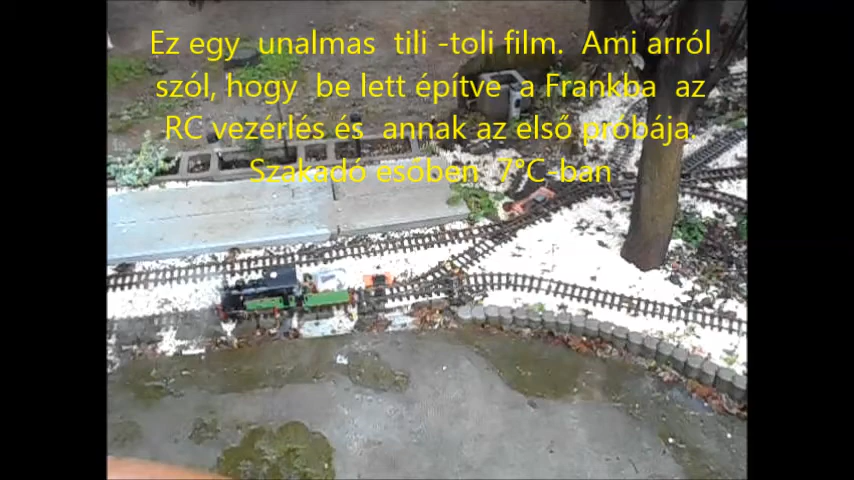 Ez egy unalmas tili -toli film. Ami arról
szól, hogy be lett építve a Frankba az
RC vezérlés és annak az első próbája.
Szakadó esőben 7°C-ban